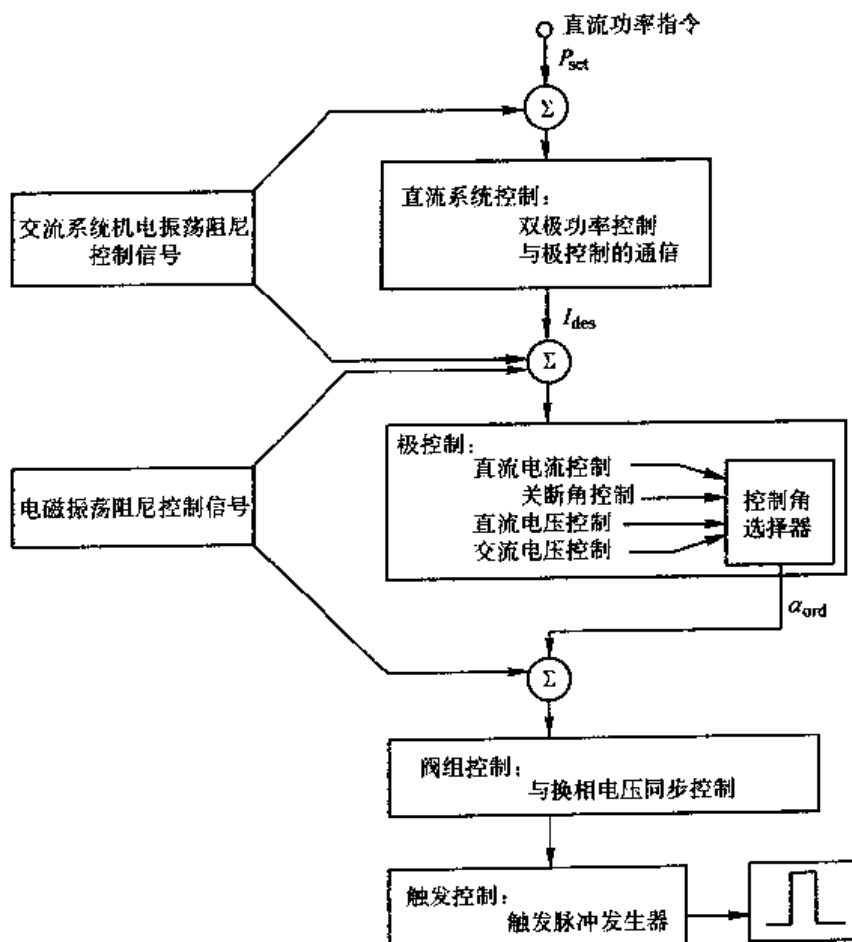 直流功率指令
Pset
Σ
直流系统控制：
双极功率控制
与极控制的通信
交流系统机电振荡阻尼
控制信号
Ides
Σ
极控制：
直流电流控制
关断角控制
直流电压控制
交流电压控制
控制角
选择器
电磁振荡阻尼控制信号
αord
Σ
阀组控制：
与换相电压同步控制
触发控制：
触发脉冲发生器